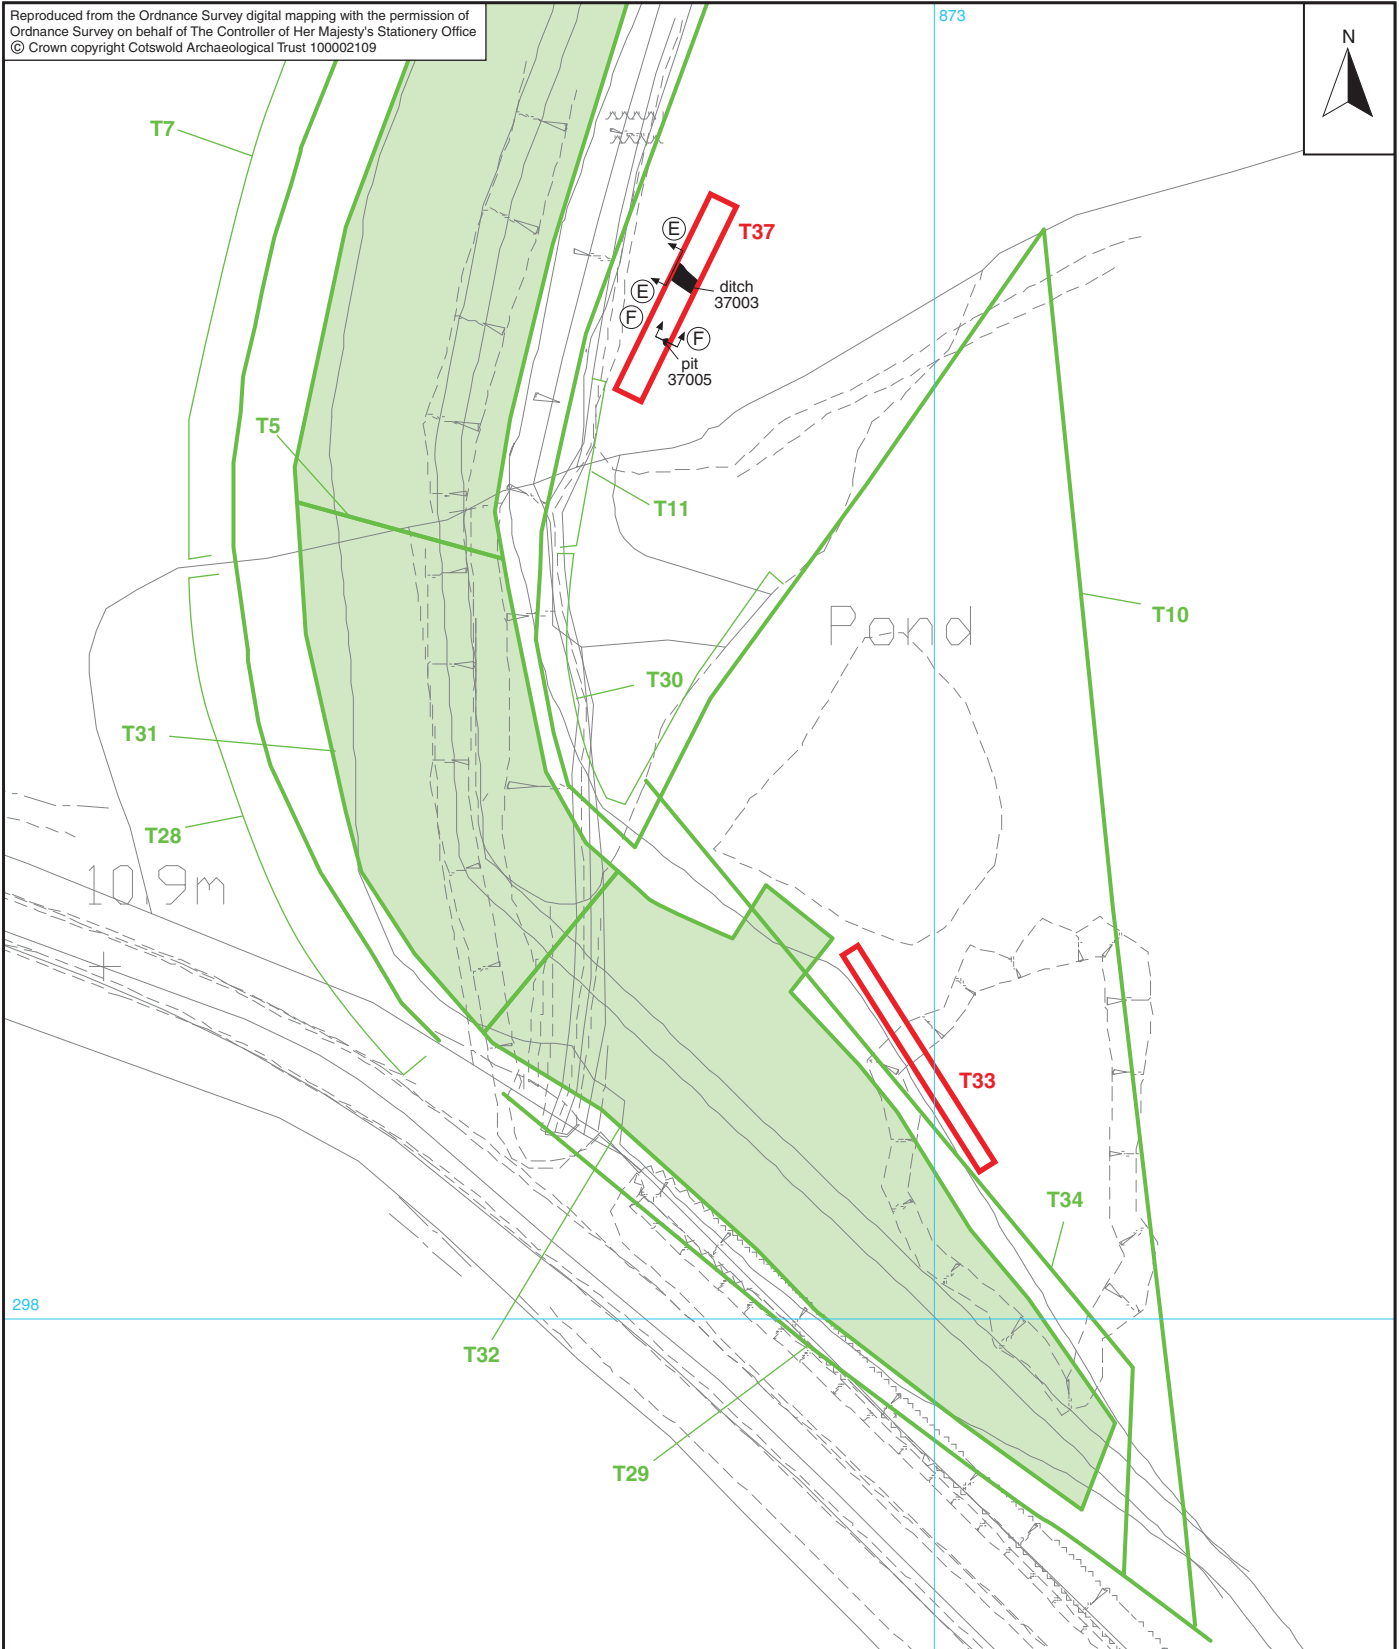 Reproduced from the Ordnance Survey digital mapping with the permission of
Ordnance Survey on behalf of The Controller of Her Majesty's Stationery Office
© Crown copyright Cotswold Archaeological Trust 100002109
873
N
T7
E
T37
E
ditch
37003
F
F
pit
37005
T5
T11
T10
Pond
T30
T31
T28
10.9m
T33
T34
298
T32
T29